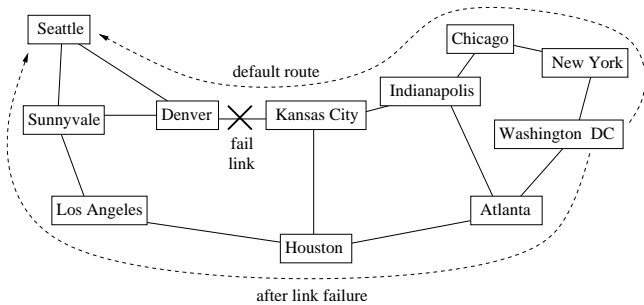 Seattle
Chicago
New York
default route
Indianapolis
Sunnyvale
Denver
Kansas City
Washington DC
fail
link
Los Angeles
Atlanta
Houston
after link failure